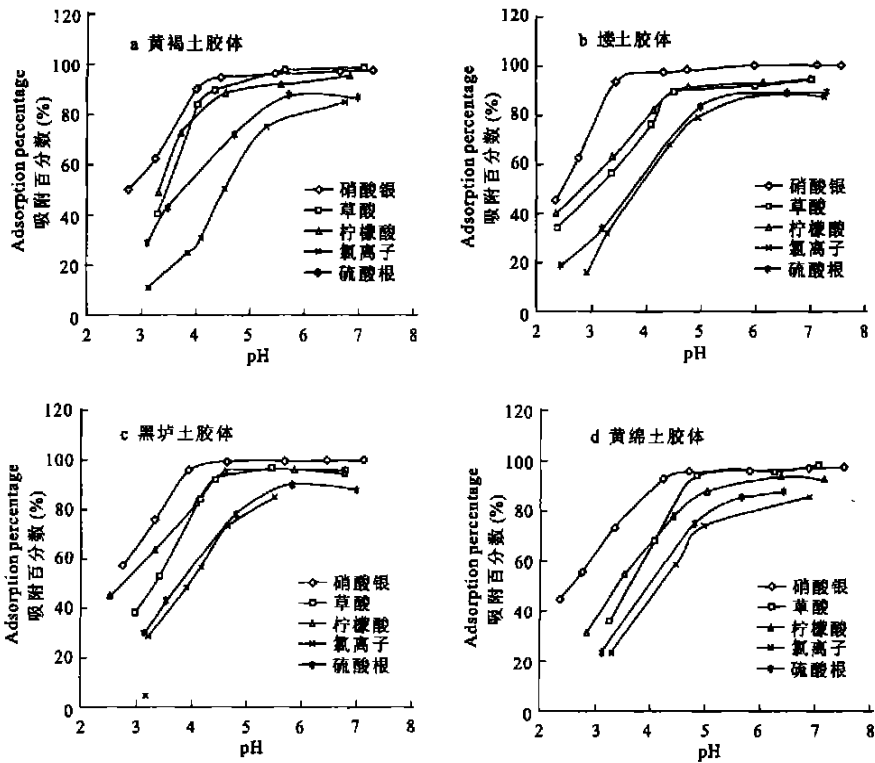 a 黄褐土胶体
120
100
80
60
40
20
0
Adsorption percentage
吸附百分数(%)
硝酸银
草酸
柠檬酸
氯离子
硫酸根
2 3 4 5 6 7 8
pH
b 塿土胶体
120
100
80
60
40
20
0
Adsorption percentage
吸附百分数(%)
硝酸银
草酸
柠檬酸
氯离子
硫酸根
2 3 4 5 6 7 8
pH
c 黑垆土胶体
120
100
80
60
40
20
0
Adsorption percentage
吸附百分数(%)
硝酸银
草酸
柠檬酸
氯离子
硫酸根
2 3 4 5 6 7 8
pH
d 黄绵土胶体
120
100
80
60
40
20
0
Adsorption percentage
吸附百分数(%)
硝酸银
草酸
柠檬酸
氯离子
硫酸根
2 3 4 5 6 7 8
pH